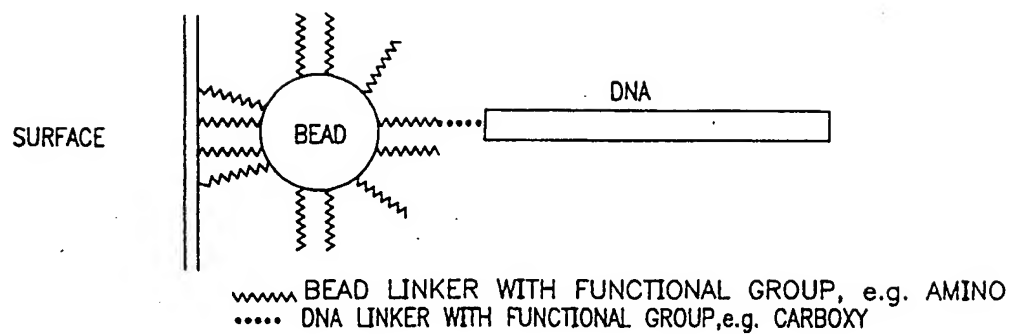 DNA
SURFACE
BEAD
BEAD LINKER WITH FUNCTIONAL GROUP, e.g. AMINO
DNA LINKER WITH FUNCTIONAL GROUP,e.g. CARBOXY